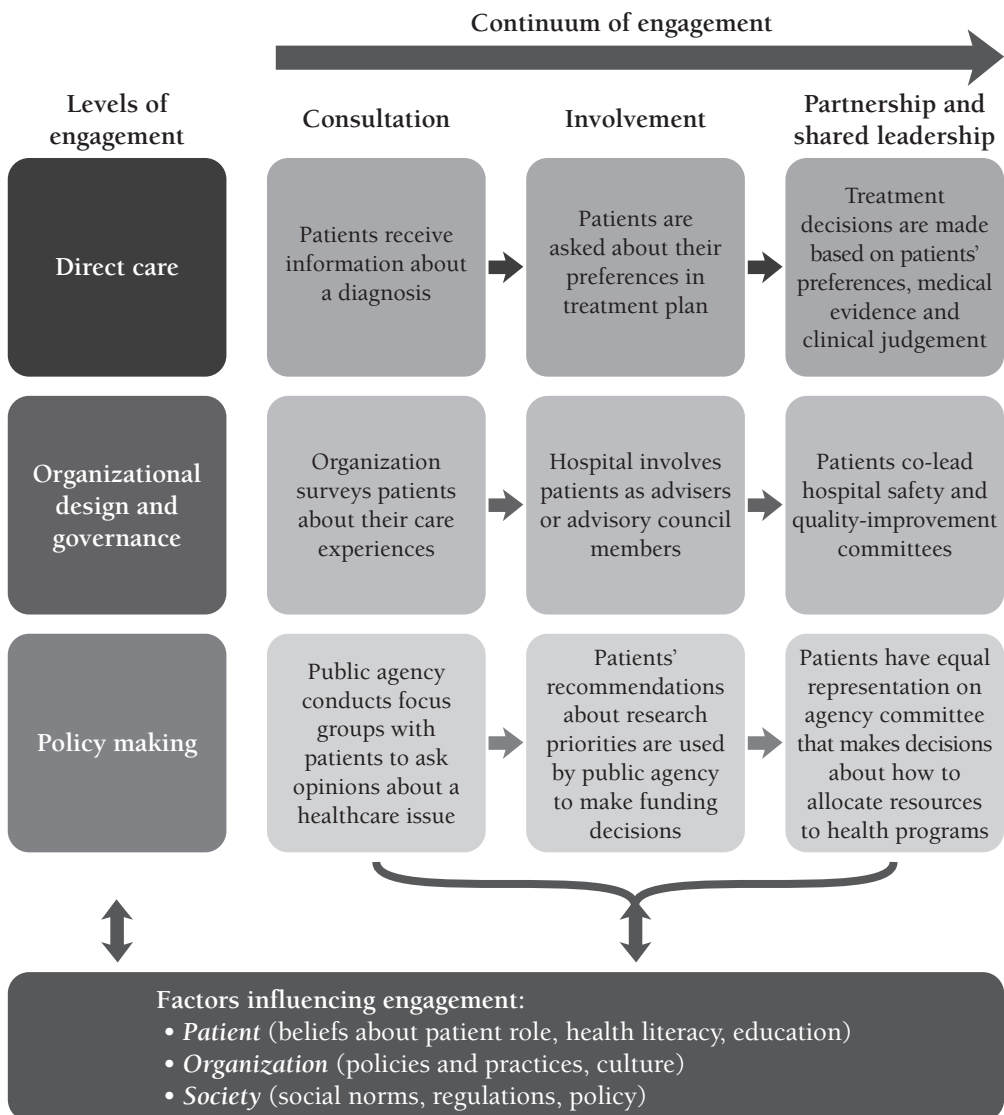 Continuum of engagement
Levels of
engagement
Consultation
Involvement
Partnership and
shared leadership
Direct care
Patients receive
information about
a diagnosis
Patients are
asked about their
preferences in
treatment plan
Treatment
decisions are made
based on patients’
preferences, medical
evidence and
clinical judgement
Organizational
design and
governance
Organization
surveys patients
about their care
experiences
Hospital involves
patients as advisers
or advisory council
members
Patients co-lead
hospital safety and
quality-improvement
committees
Policy making
Public agency
conducts focus
groups with
patients to ask
opinions about a
healthcare issue
Patients’
recommendations
about research
priorities are used
by public agency
to make funding
decisions
Patients have equal
representation on
agency committee
that makes decisions
about how to
allocate resources
to health programs
Factors influencing engagement:
• Patient (beliefs about patient role, health literacy, education)
• Organization (policies and practices, culture)
• Society (social norms, regulations, policy)